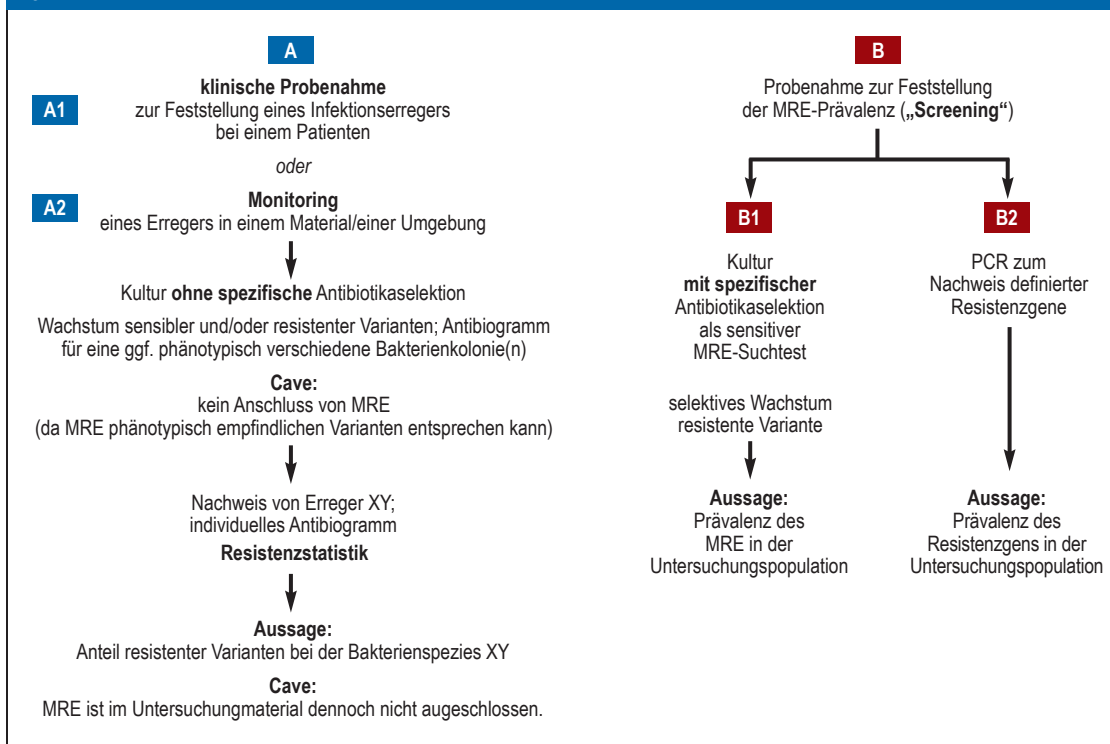 A
klinische Probenahme
A1
zur Feststellung eines Infektionserregers
bei einem Patienten
oder
Monitoring
A2
eines Erregers in einem Material/einer Umgebung
Kultur ohne spezifische Antibiotikaselektion
Wachstum sensibler und/oder resistenter Varianten; Antibiogramm
für eine ggf. phänotypisch verschiedene Bakterienkolonie(n)
Cave:
kein Anschluss von MRE
(da MRE phänotypisch empfindlichen Varianten entsprechen kann)
Nachweis von Erreger XY;
individuelles Antibiogramm
Resistenzstatistik
Aussage:
Anteil resistenter Varianten bei der Bakterienspezies XY
Cave:
MRE ist im Untersuchungmaterial dennoch nicht augeschlossen.
B
Probenahme zur Feststellung
der MRE-Prävalenz („Screening“)
B1
Kultur
mit spezifischer
Antibiotikaselektion
als sensitiver
MRE-Suchtest
selektives Wachstum
resistente Variante
Aussage:
Prävalenz des
MRE in der
Untersuchungspopulation
B2
PCR zum
Nachweis definierter
Resistenzgene
Aussage:
Prävalenz des
Resistenzgens in der
Untersuchungspopulation